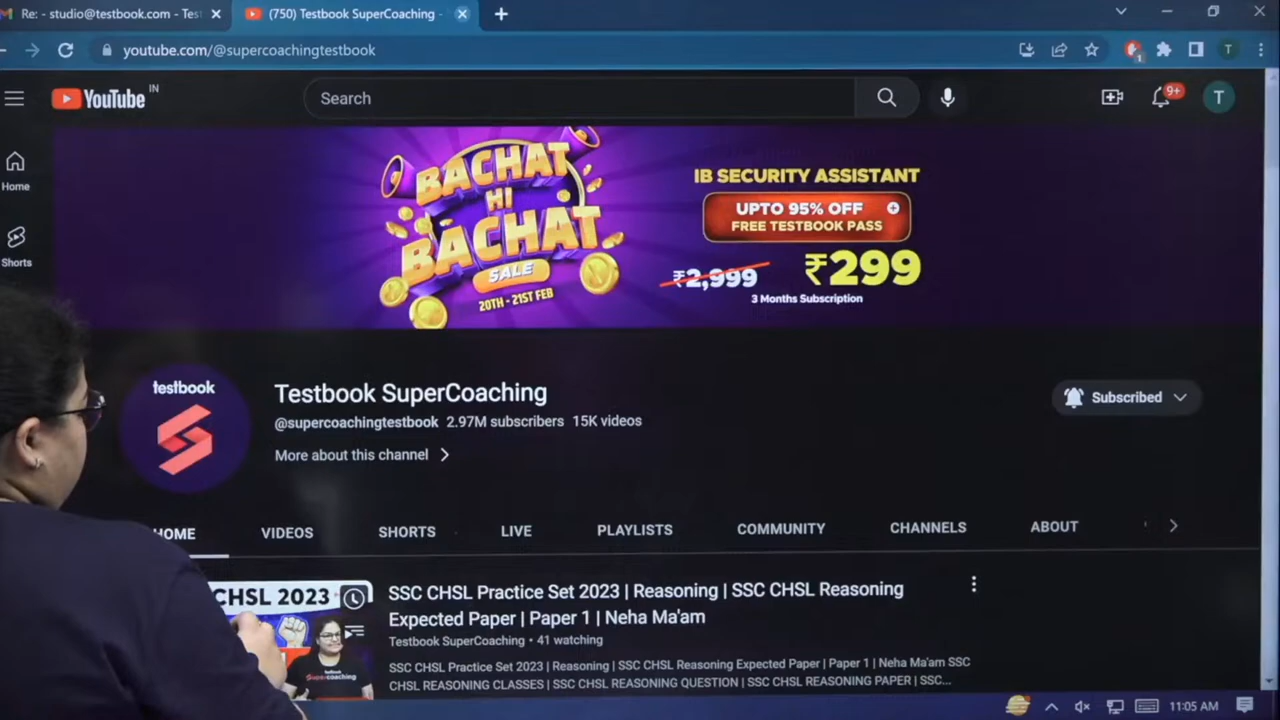 Re: - studio@testbook.com - Test
(750) Testbook SuperCoaching -
youtube.com/@supercoachingtestbook
T
YouTube IN
Search
9+
T
Home
Shorts
BACHAT
HI
BACHAT
SALE
20TH - 21ST FEB
IB SECURITY ASSISTANT
UPTO 95% OFF
FREE TESTBOOK PASS
₹2,999
₹299
3 Months Subscription
testbook
Testbook SuperCoaching
@supercoachingtestbook 2.97M subscribers 15K videos
More about this channel
Subscribed
HOME VIDEOS SHORTS LIVE PLAYLISTS COMMUNITY CHANNELS ABOUT
CHSL 2023
testbook
Supercoaching
SSC CHSL Practice Set 2023 | Reasoning | SSC CHSL Reasoning
Expected Paper | Paper 1 | Neha Ma'am
Testbook SuperCoaching • 41 watching
SSC CHSL Practice Set 2023 | Reasoning | SSC CHSL Reasoning Expected Paper | Paper 1 | Neha Ma'am SSC
CHSL REASONING CLASSES | SSC CHSL REASONING QUESTION | SSC CHSL REASONING PAPER | SSC...
11:05 AM